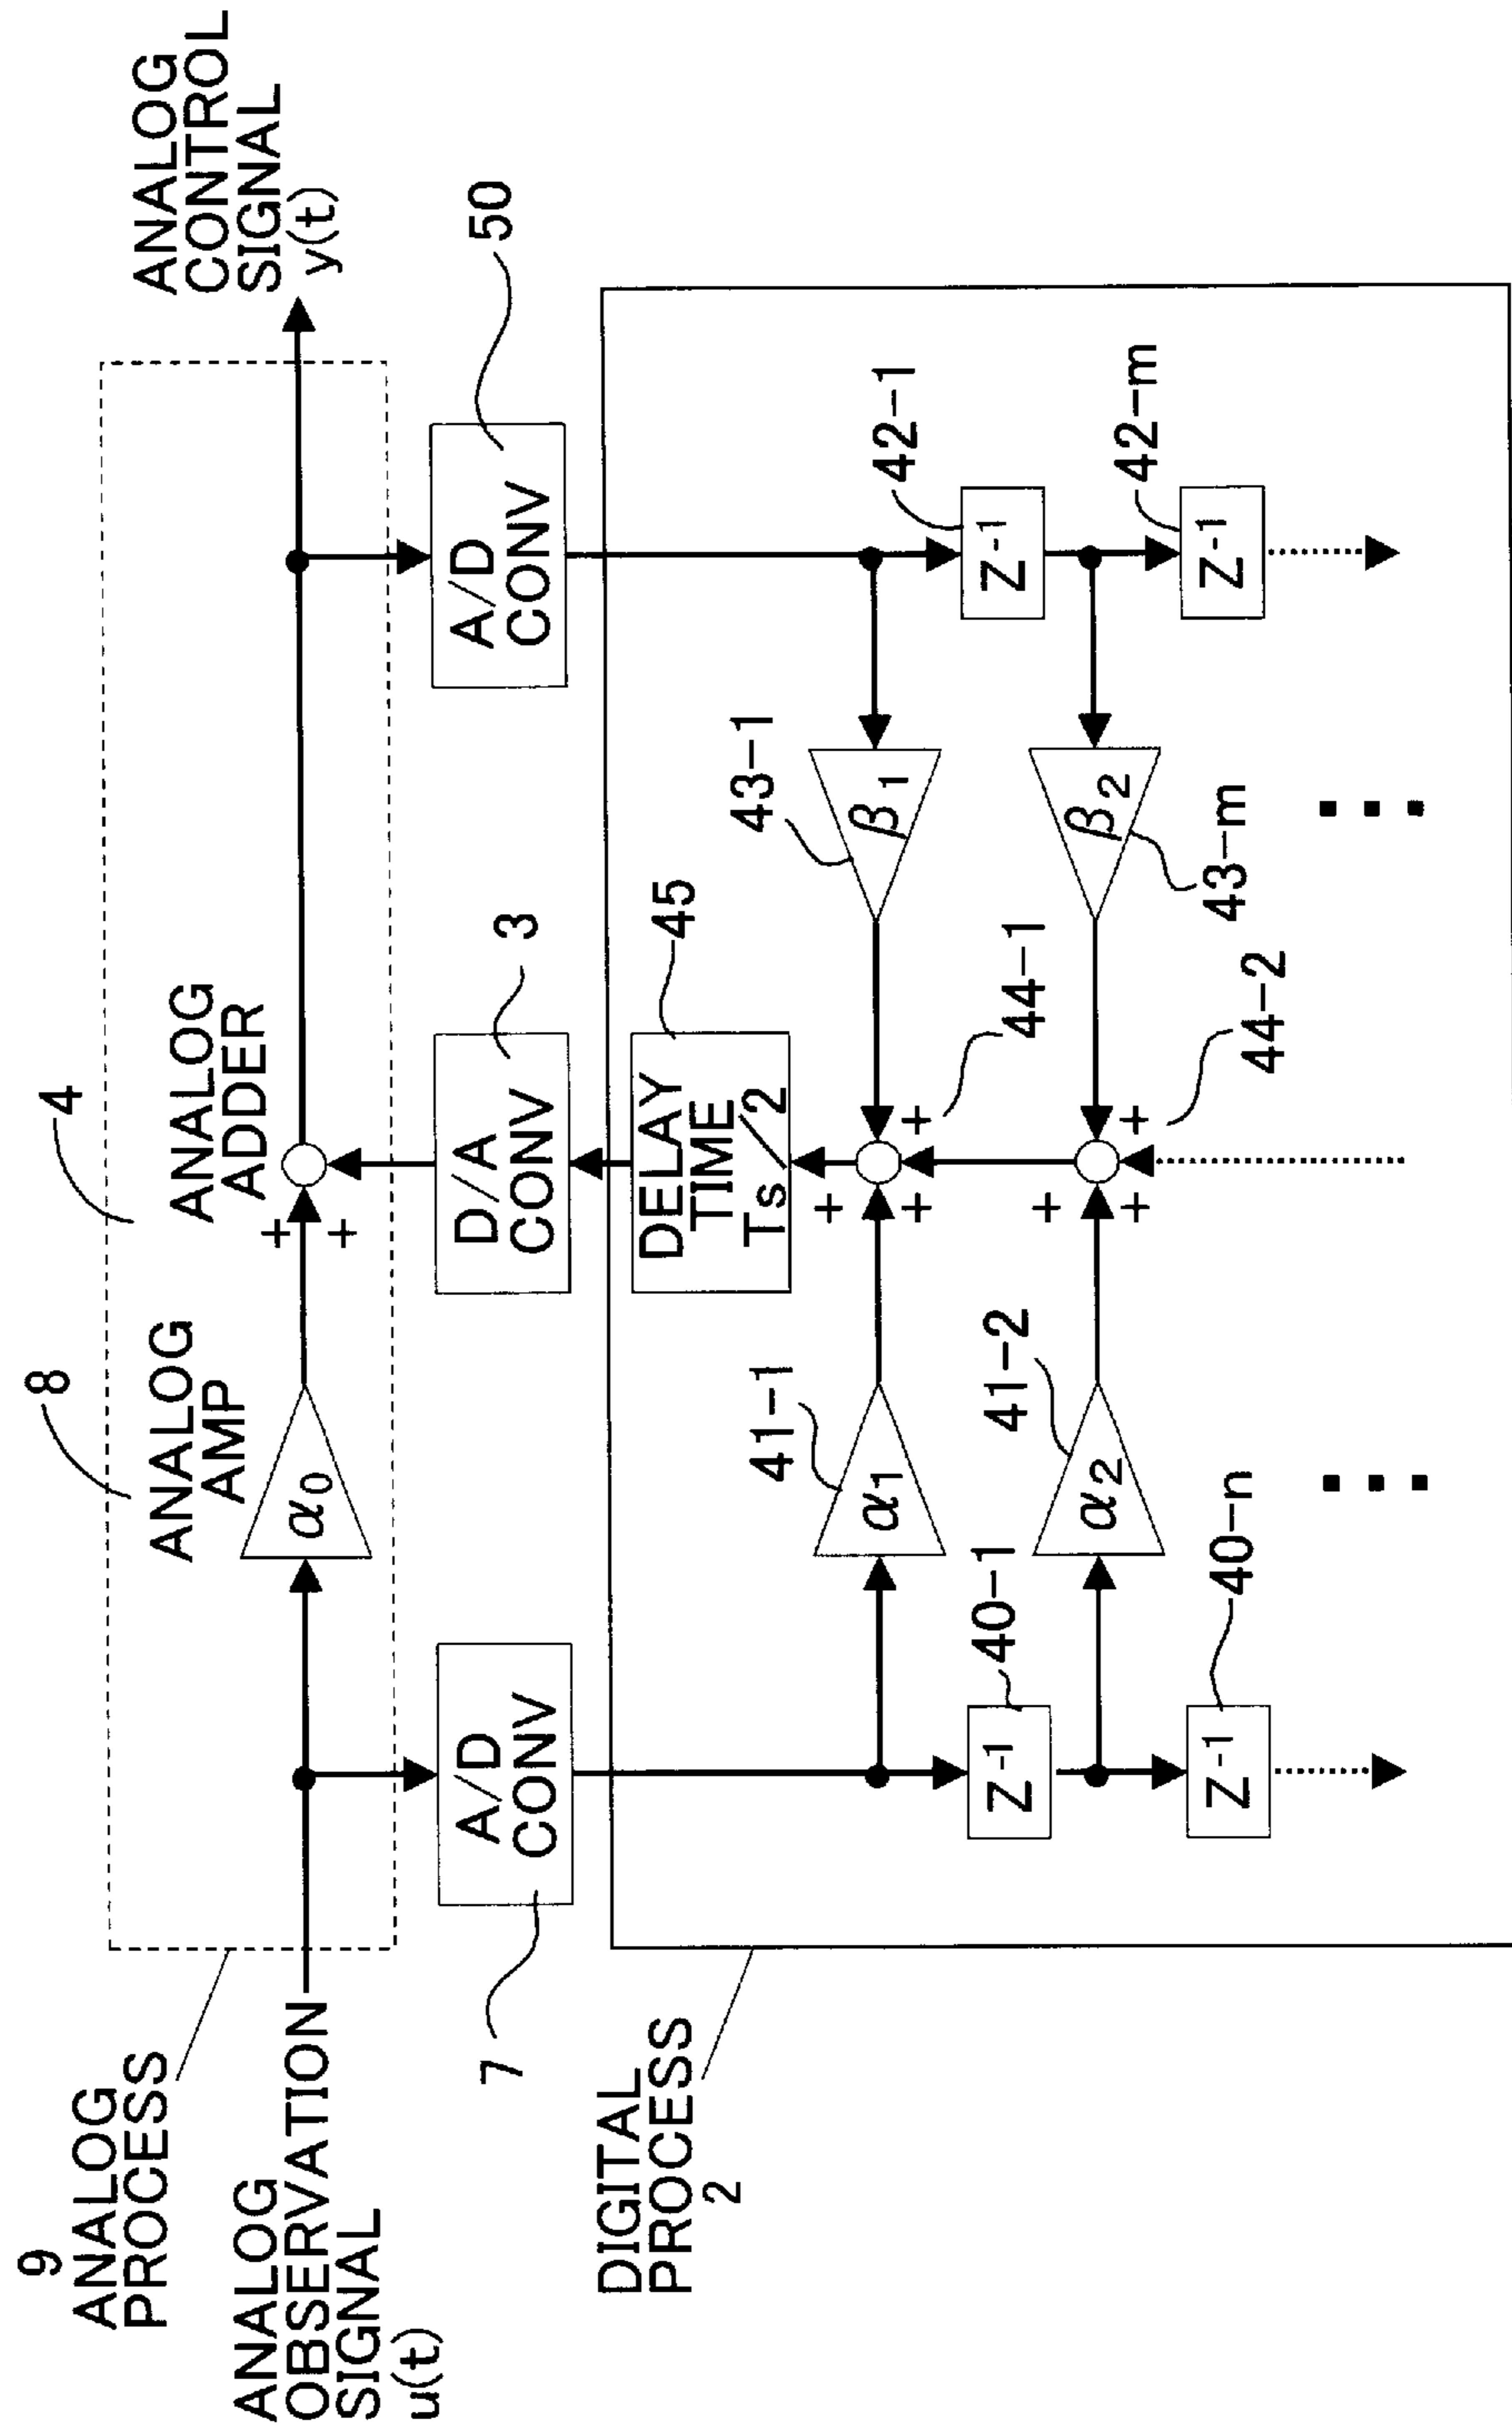 9
ANALOG
PROCESS
ANALOG
OBSERVATION
SIGNAL
u(t)
8
ANALOG
AMP
α0
4
ANALOG
ADDER
+
+
ANALOG
CONTROL
SIGNAL
y(t)
7
A/D
CONV
D/A
CONV
3
A/D
CONV
50
DIGITAL
PROCESS
2
DELAY
TIME
Ts/2
45
41-1
α1
+
+
+
44-1
43-1
β1
40-1
Z-1
42-1
Z-1
41-2
α2
+
+
+
44-2
β2
43-m
40-n
Z-1
42-m
Z-1